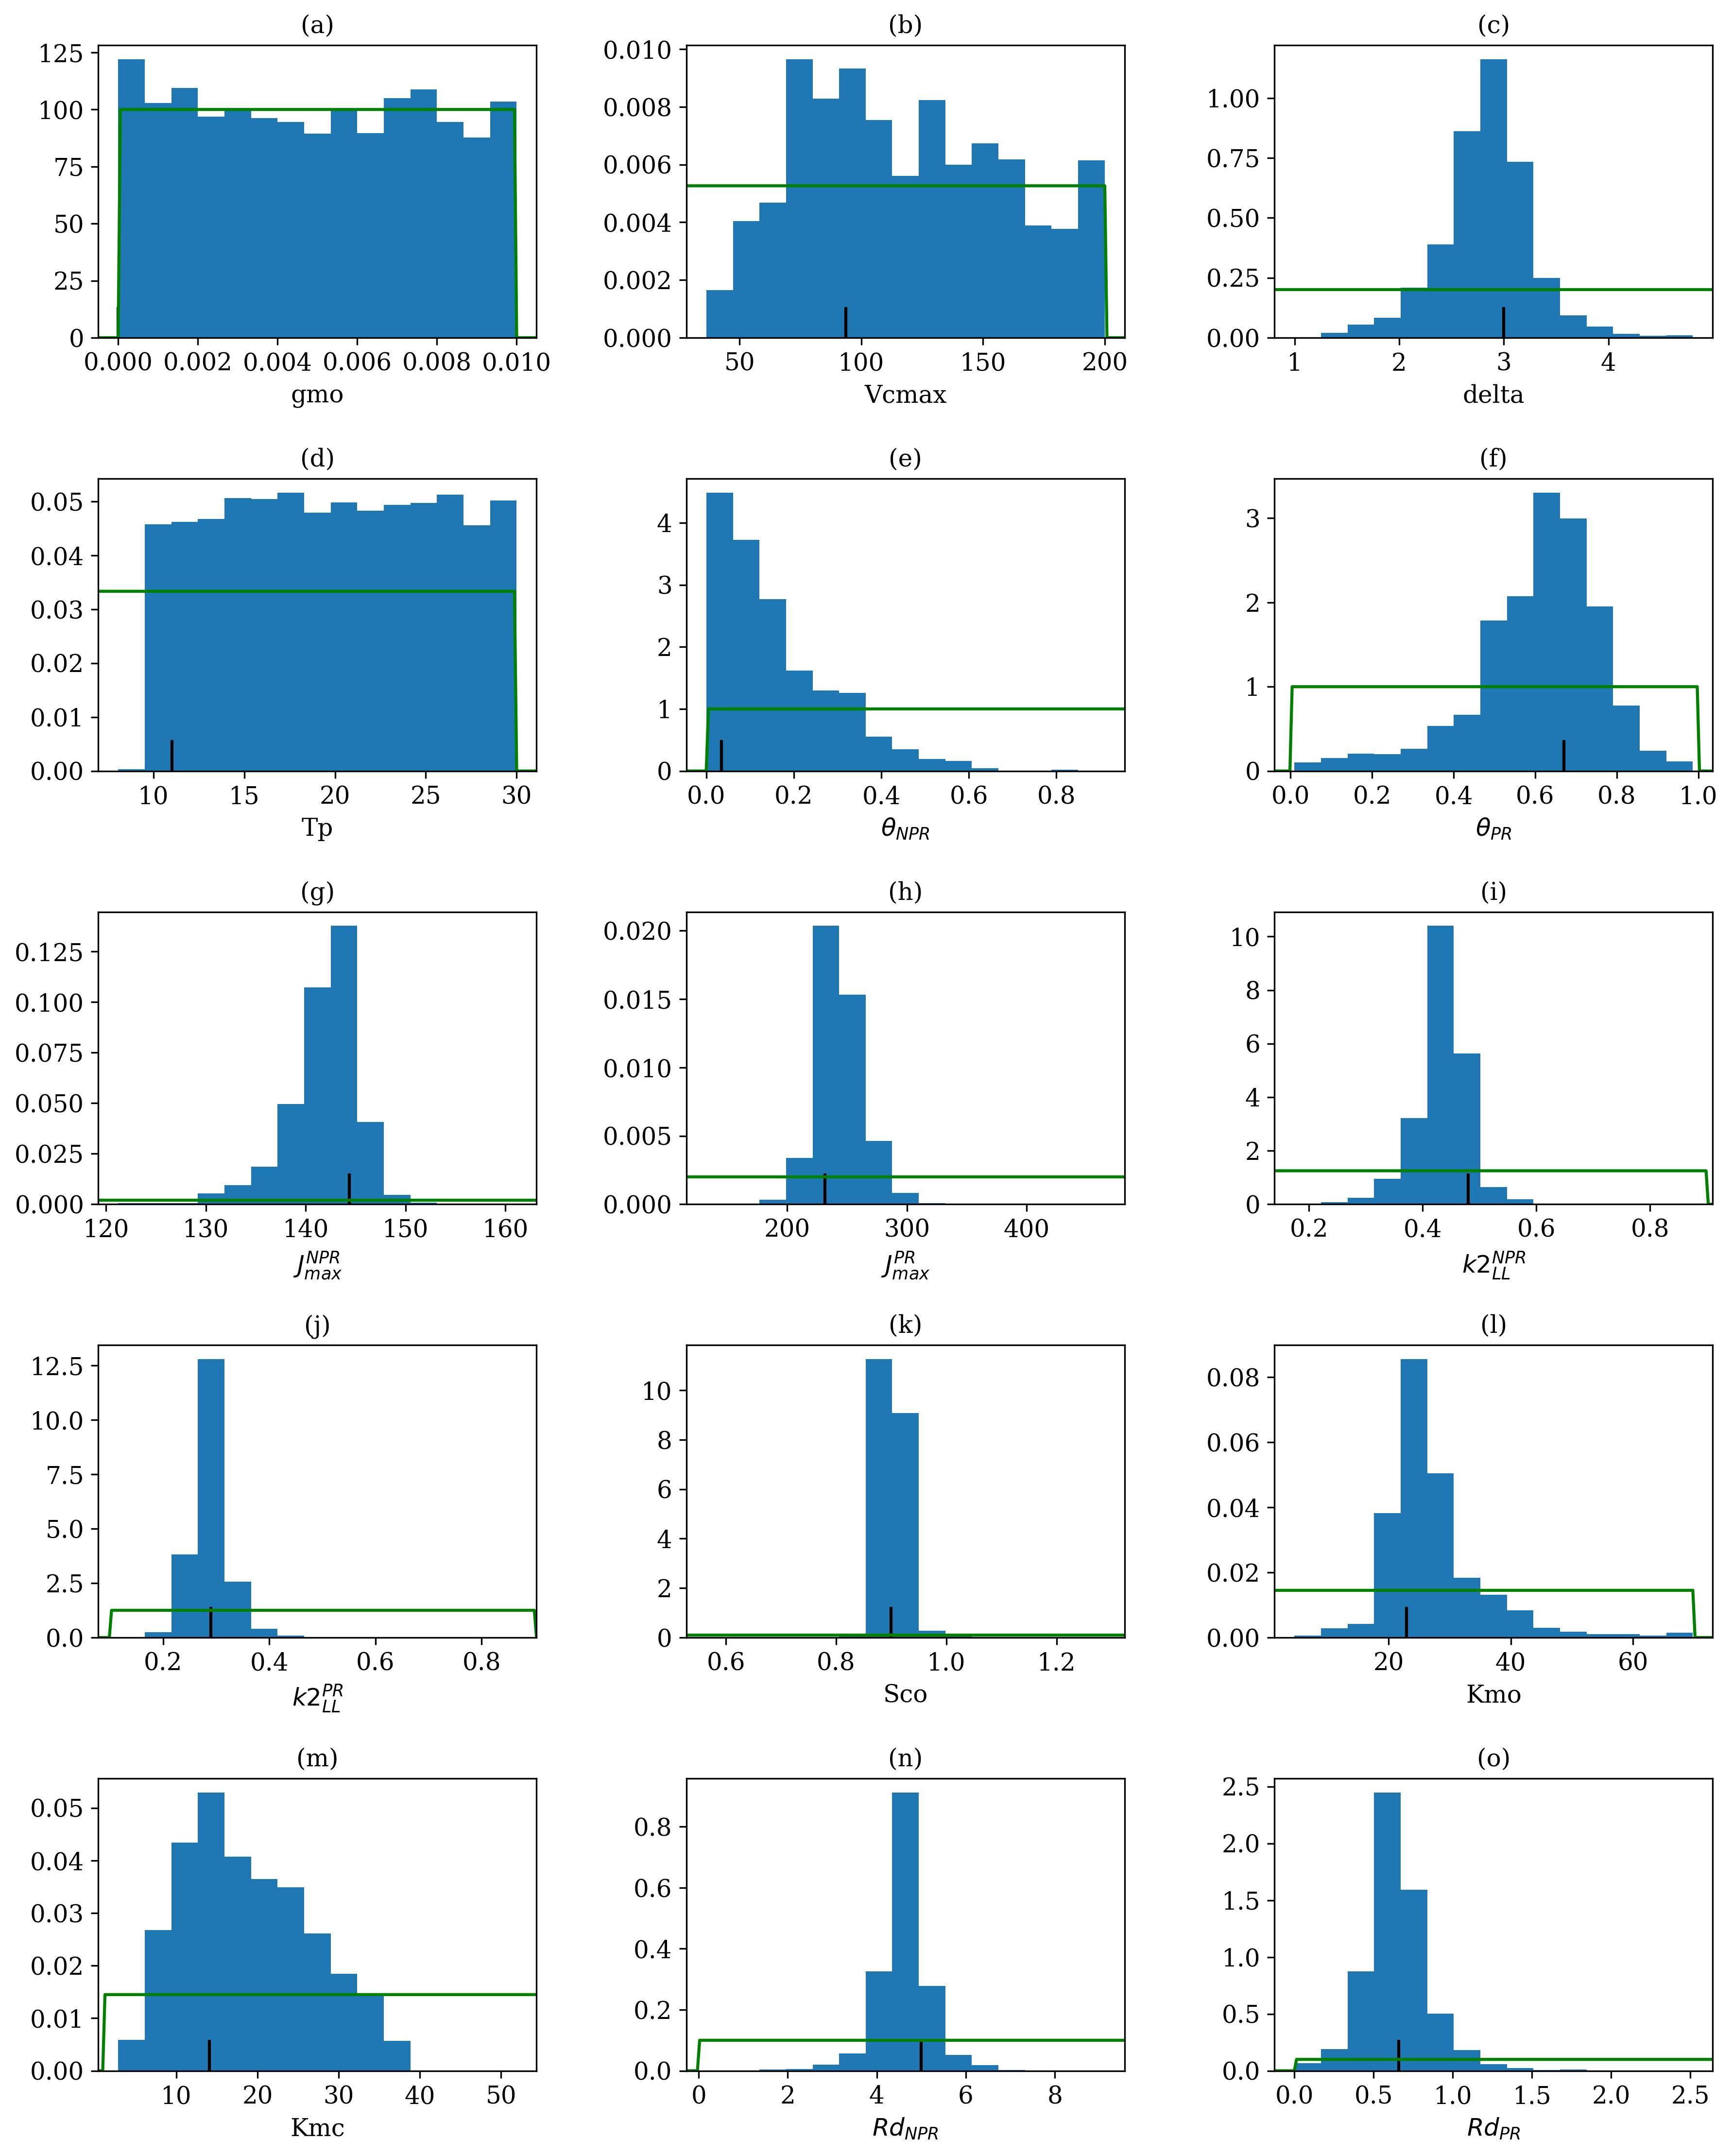 (a) (b) (c)
125 0.010
100 0.008 1.00
75 0.006 0.75
50 0.004 0.50
25 0.002 0.25
0 0.000 0.00
0.000 0.002 0.004 0.006 0.008 0.010 50 100 150 200 1 2 3 4
gmo Vcmax delta
(d) (e) (f)
0.05 4 3
0.04 3
0.03 2 2
0.02
0.01 1 1
0.00 0 0
10 15 20 25 30 0.0 0.2 0.4 0.6 0.8 0.0 0.2 0.4 0.6 0.8 1.0
Tp θ_NPR θ_PR
(g) (h) (i)
0.125 0.020 10
0.100 0.015 8
0.075 0.010 6
0.050 4
0.025 0.005 2
0.000 0.000 0
120 130 140 150 160 200 300 400 0.2 0.4 0.6 0.8
J_max^NPR J_max^PR k2_LL^NPR
(j) (k) (l)
12.5 10 0.08
10.0 8 0.06
7.5 6
5.0 4 0.04
2.5 2 0.02
0.0 0 0.00
0.2 0.4 0.6 0.8 0.6 0.8 1.0 1.2 20 40 60
k2_LL^PR Sco Kmo
(m) (n) (o)
0.05 0.8 2.5
0.04 0.6 2.0
0.03 1.5
0.02 0.4 1.0
0.01 0.2 0.5
0.00 0.0 0.0
10 20 30 40 50 0 2 4 6 8 0.0 0.5 1.0 1.5 2.0 2.5
Kmc Rd_NPR Rd_PR